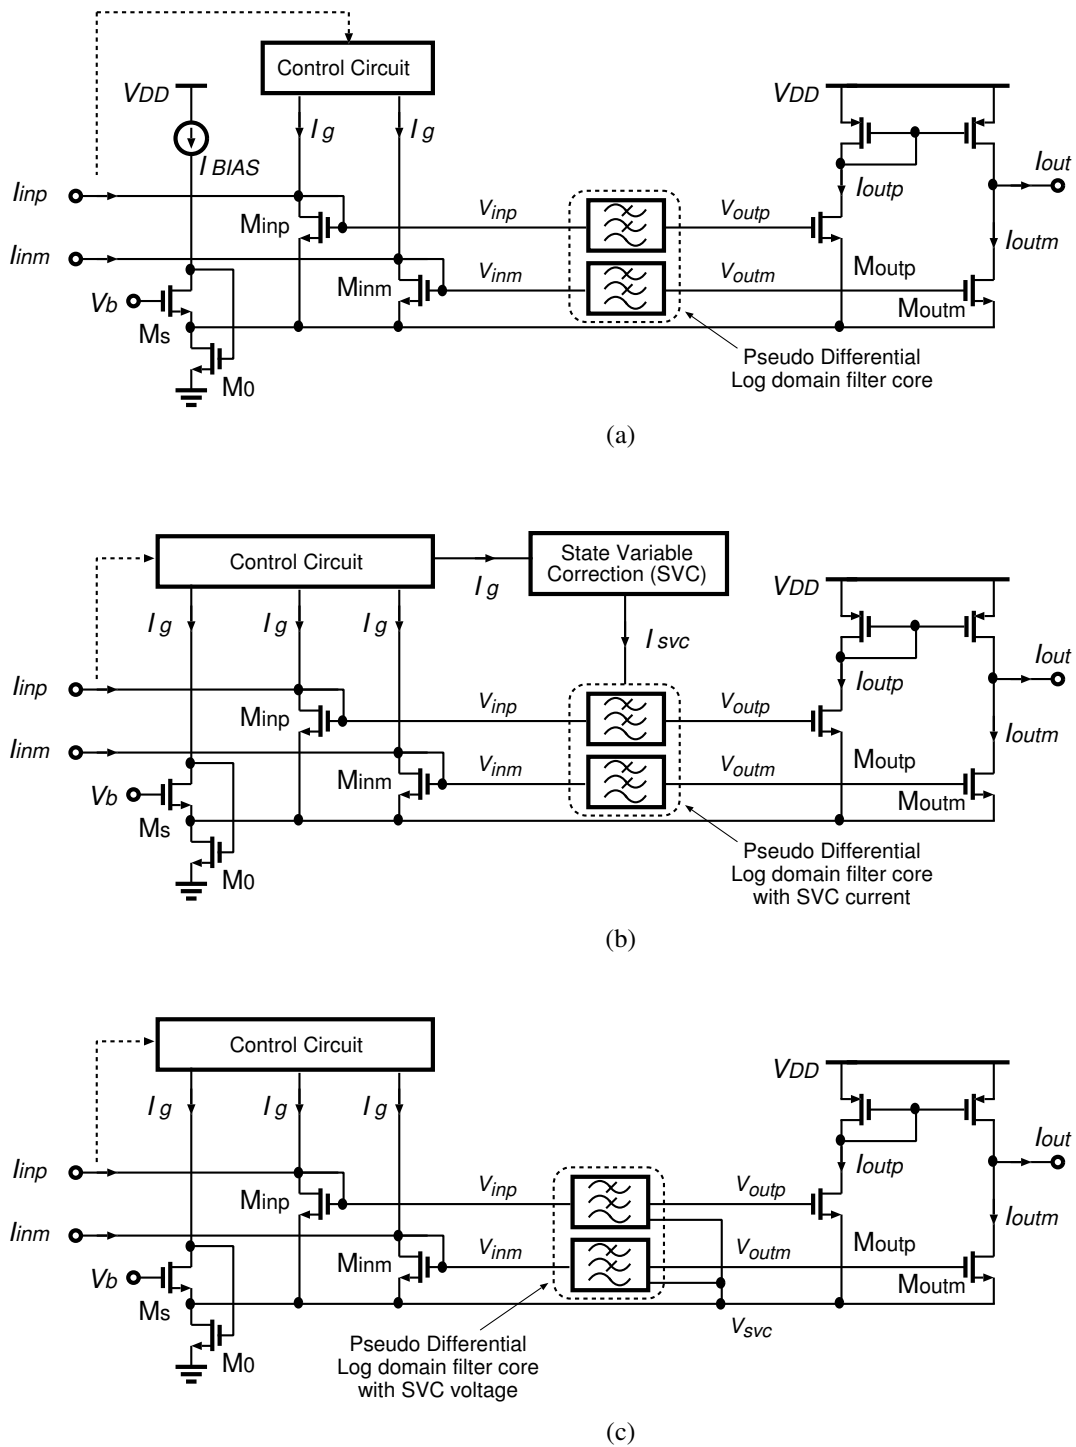 Control Circuit
VDD
VDD
Ig
Ig
IBIAS
Iinp
Iout
Ioutp
Minp
Vinp
Voutp
Iinm
Ioutm
Minm
Vinm
Voutm
Moutp
Vb
Moutm
Ms
M0
Pseudo Differential
Log domain filter core
(a)
Control Circuit
State Variable
Correction (SVC)
Ig
VDD
Ig
Ig
Ig
Isvc
Iinp
Iout
Ioutp
Minp
Vinp
Voutp
Iinm
Ioutm
Minm
Vinm
Voutm
Moutp
Vb
Moutm
Ms
M0
Pseudo Differential
Log domain filter core
with SVC current
(b)
Control Circuit
VDD
Ig
Ig
Ig
Iinp
Iout
Ioutp
Minp
Vinp
Voutp
Iinm
Ioutm
Minm
Vinm
Voutm
Moutp
Vb
Moutm
Ms
Vsvc
M0
Pseudo Differential
Log domain filter core
with SVC voltage
(c)